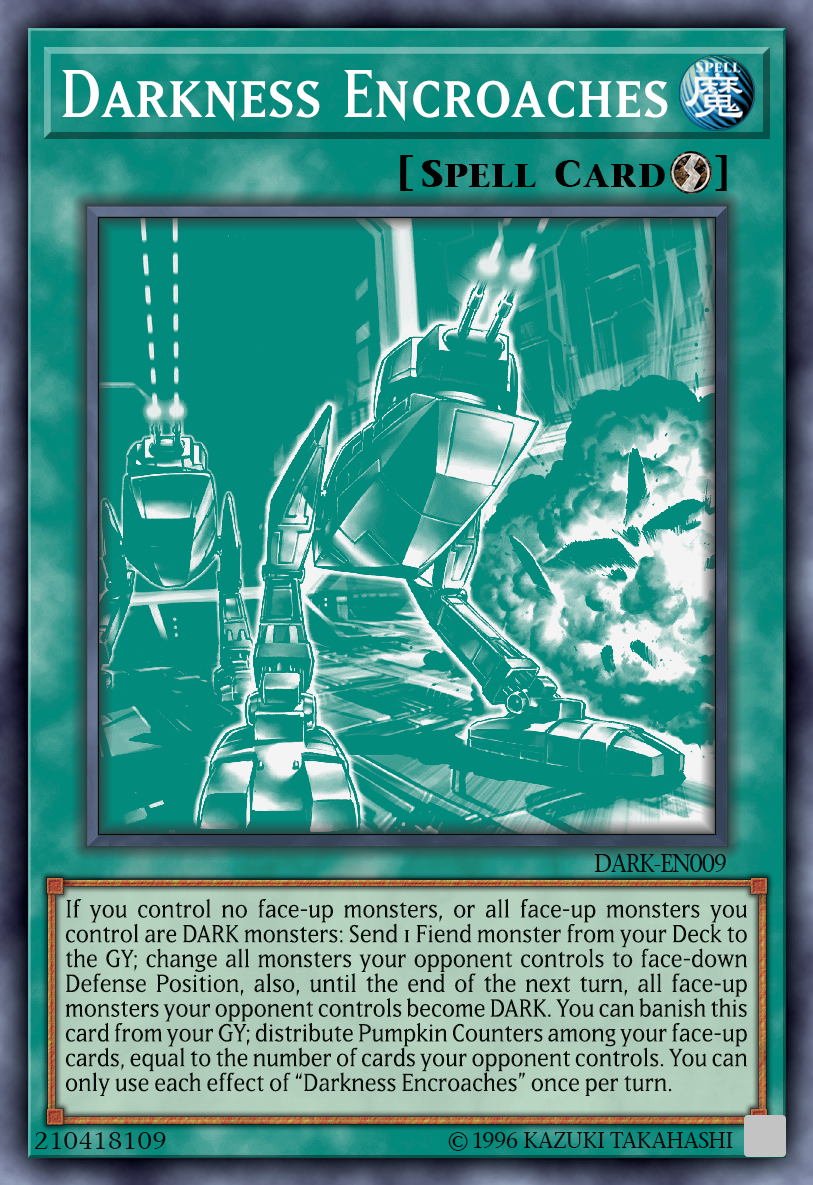 Darkness Encroaches
SPELL
魔
[Spell Card]
DARK-EN009
If you control no face-up monsters, or all face-up monsters you
control are DARK monsters: Send 1 Fiend monster from your Deck to
the GY; change all monsters your opponent controls to face-down
Defense Position, also, until the end of the next turn, all face-up
monsters your opponent controls become DARK. You can banish this
card from your GY; distribute Pumpkin Counters among your face-up
cards, equal to the number of cards your opponent controls. You can
only use each effect of “Darkness Encroaches” once per turn.
210418109
© 1996 KAZUKI TAKAHASHI